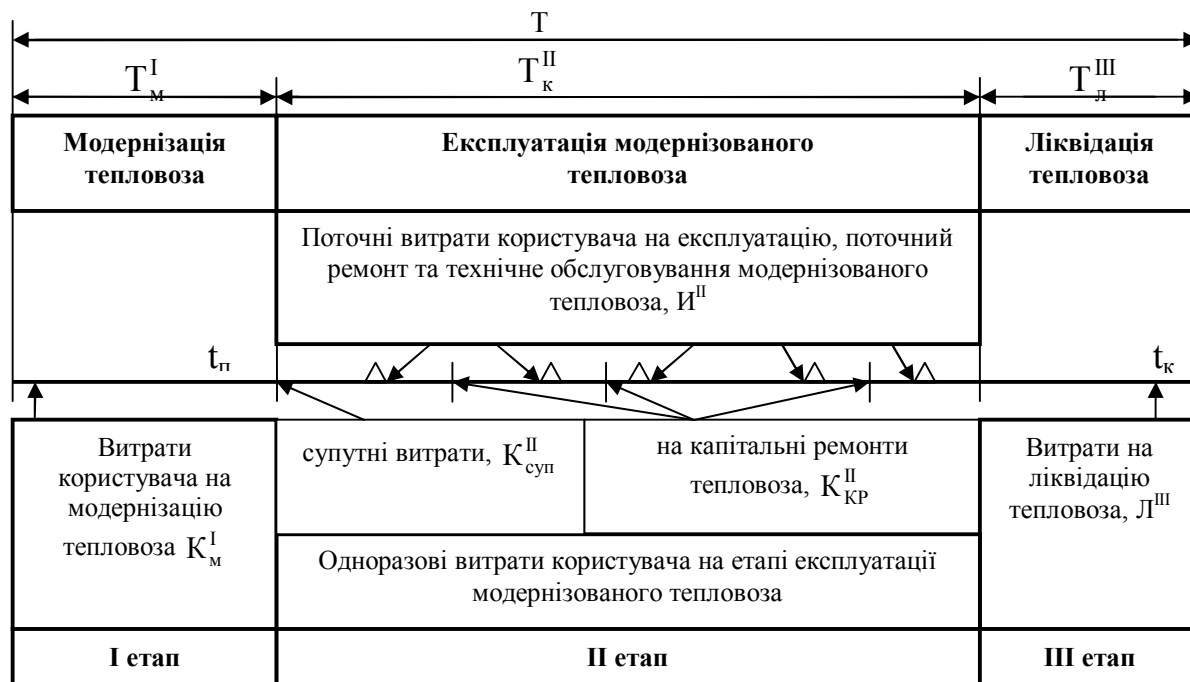 Т
Т_м^I
Т_к^II
Т_л^III
Модернізація
тепловоза
Експлуатація модернізованого
тепловоза
Ліквідація
тепловоза
Поточні витрати користувача на експлуатацію, поточний
ремонт та технічне обслуговування модернізованого
тепловоза, И^II
t_п
t_к
Витрати
користувача на
модернізацію
тепловоза К_м^I
супутні витрати, К_суп^II
на капітальні ремонти
тепловоза, К_КР^II
Витрати на
ліквідацію
тепловоза, Л^III
Одноразові витрати користувача на етапі експлуатації
модернізованого тепловоза
I етап
II етап
III етап